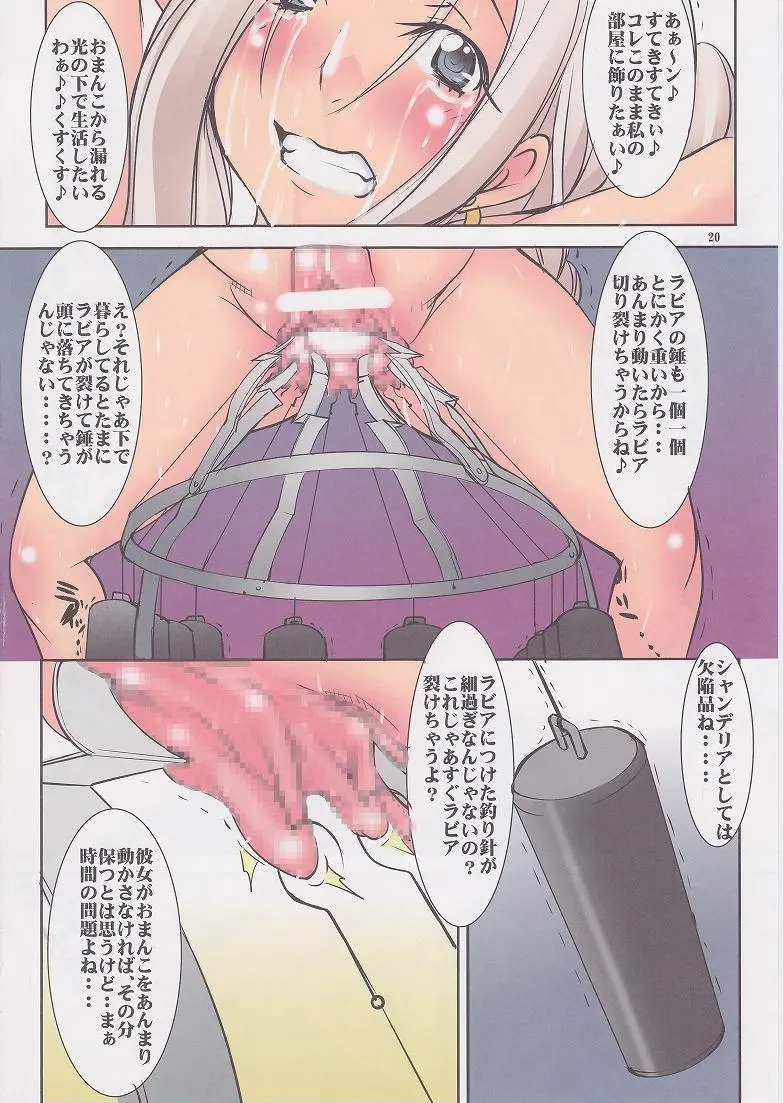 あぁ〜ン♪
すてきすてきぃ♪
コレこのまま私の
部屋に飾りたぁい♪
おまんこから漏れる
光の下で生活したい
わぁ♪♪くすくす♪
20
ラビアの錘も一個一個
とにかく重いから・・・
あんまり動いたらラビア
切り裂けちゃうからね♪
え？それじゃあ下で
暮らしてるとたまに
ラビアが裂けて錘が
頭に落ちてきちゃう
んじゃない・・・・？
シャンデリアとしては
欠陥品ね・・・・
ラビアにつけた釣り針が
細過ぎなんじゃないの？
これじゃあすぐラビア
裂けちゃうよ？
彼女がおまんこをあんまり
動かさなければ、その分
保つとは思うけど・・まぁ
時間の問題よね・・・